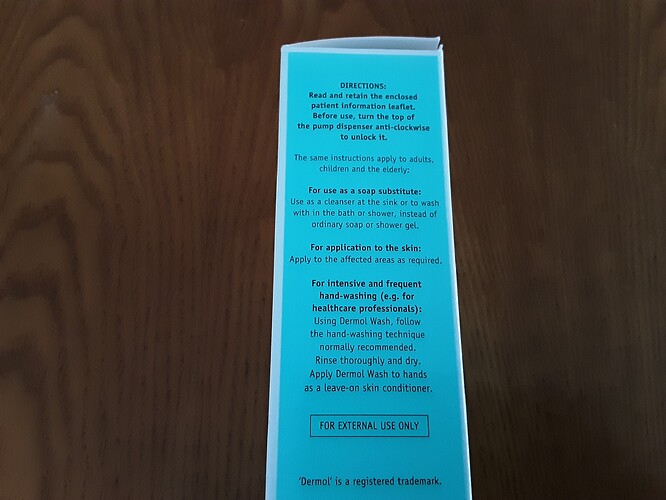 DIRECTIONS:
Read and retain the enclosed
patient information leaflet.
Before use, turn the top of
the pump dispenser anti-clockwise
to unlock it.
The same instructions apply to adults,
children and the elderly:
For use as a soap substitute:
Use as a cleanser at the sink or to wash
with in the bath or shower, instead of
ordinary soap or shower gel.
For application to the skin:
Apply to the affected areas as required.
For intensive and frequent
hand-washing (e.g. for
healthcare professionals):
Using Dermol Wash, follow
the hand-washing technique
normally recommended.
Rinse thoroughly and dry.
Apply Dermol Wash to hands
as a leave-on skin conditioner.
FOR EXTERNAL USE ONLY
'Dermol' is a registered trademark.